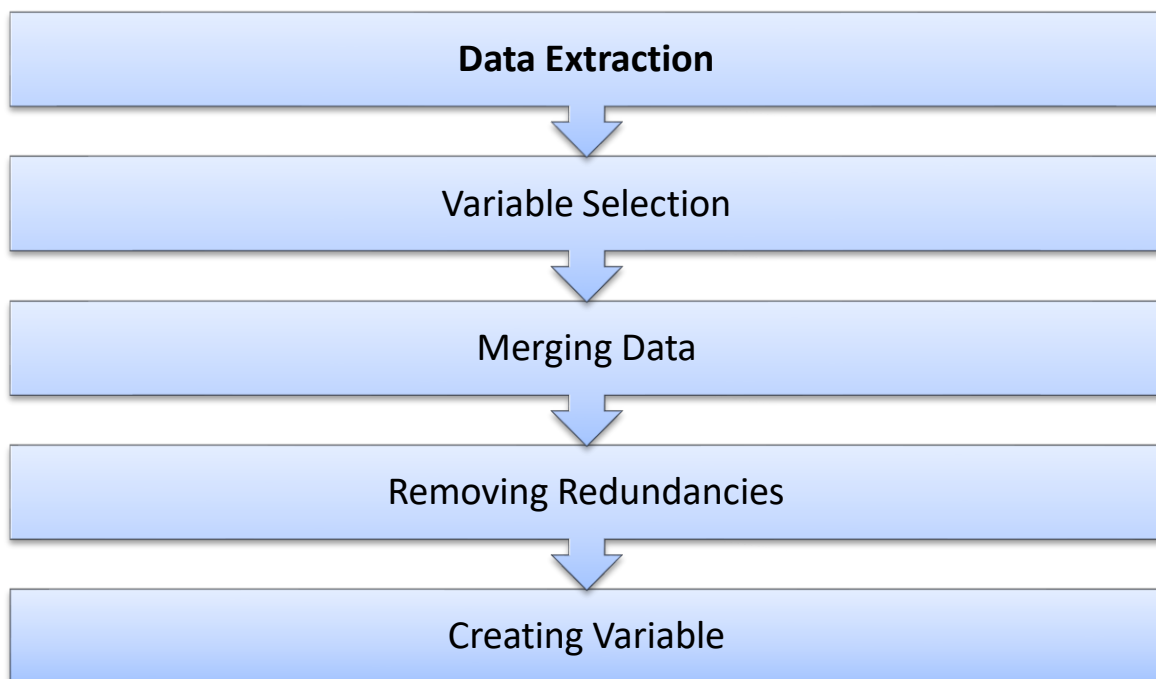 Data Extraction
Variable Selection
Merging Data
Removing Redundancies
Creating Variable